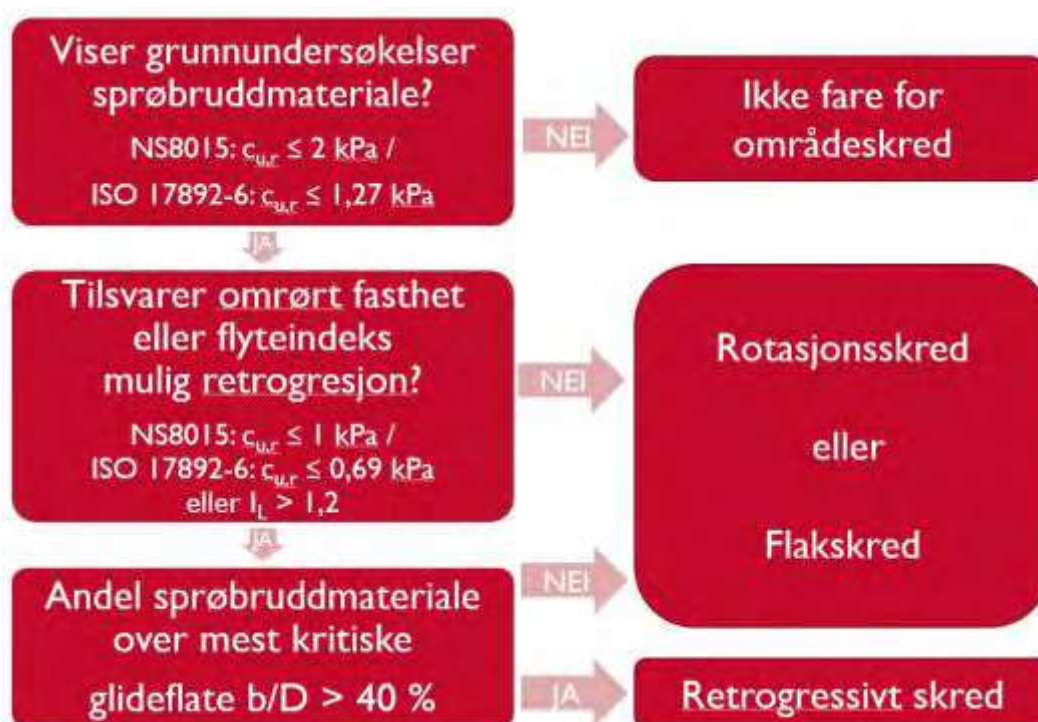 Viser grunnundersøkelser
sprøbruddmateriale?
NS8015: cu,r ≤ 2 kPa /
ISO 17892-6: cu,r ≤ 1,27 kPa
NEI
Ikke fare for
områdeskred
JA
Tilsvarer omrørt fasthet
eller flyteindeks
mulig retrogresjon?
NS8015: cu,r ≤ 1 kPa /
ISO 17892-6: cu,r ≤ 0,69 kPa
eller IL > 1,2
NEI
Rotasjonsskred
eller
Flakskred
JA
Andel sprøbruddmateriale
over mest kritiske
glideflate b/D > 40 %
NEI
JA
Retrogressivt skred